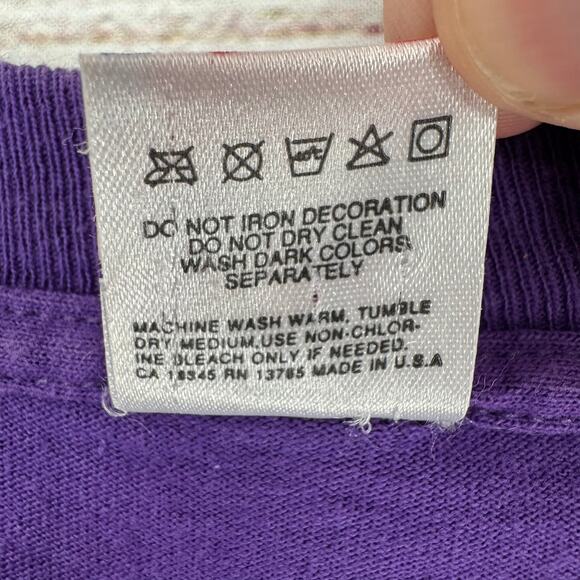 DO NOT IRON DECORATION
DO NOT DRY CLEAN
WASH DARK COLORS
SEPARATELY
MACHINE WASH WARM, TUMBLE
DRY MEDIUM, USE NON-CHLOR-
INE BLEACH ONLY IF NEEDED.
CA RN 13765 MADE IN U.S.A